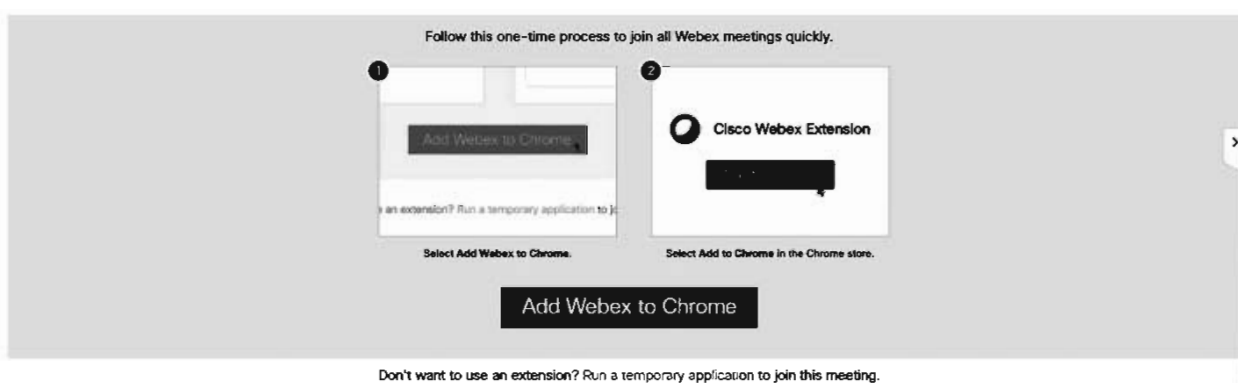 Follow this one-time process to join all Webex meetings quickly.
1
2
Add Webex to Chrome
Cisco Webex Extension
an extension? Run a temporary application to jo
Select Add Webex to Chrome.
Select Add to Chrome in the Chrome store.
Add Webex to Chrome
Don't want to use an extension? Run a temporary application to join this meeting.